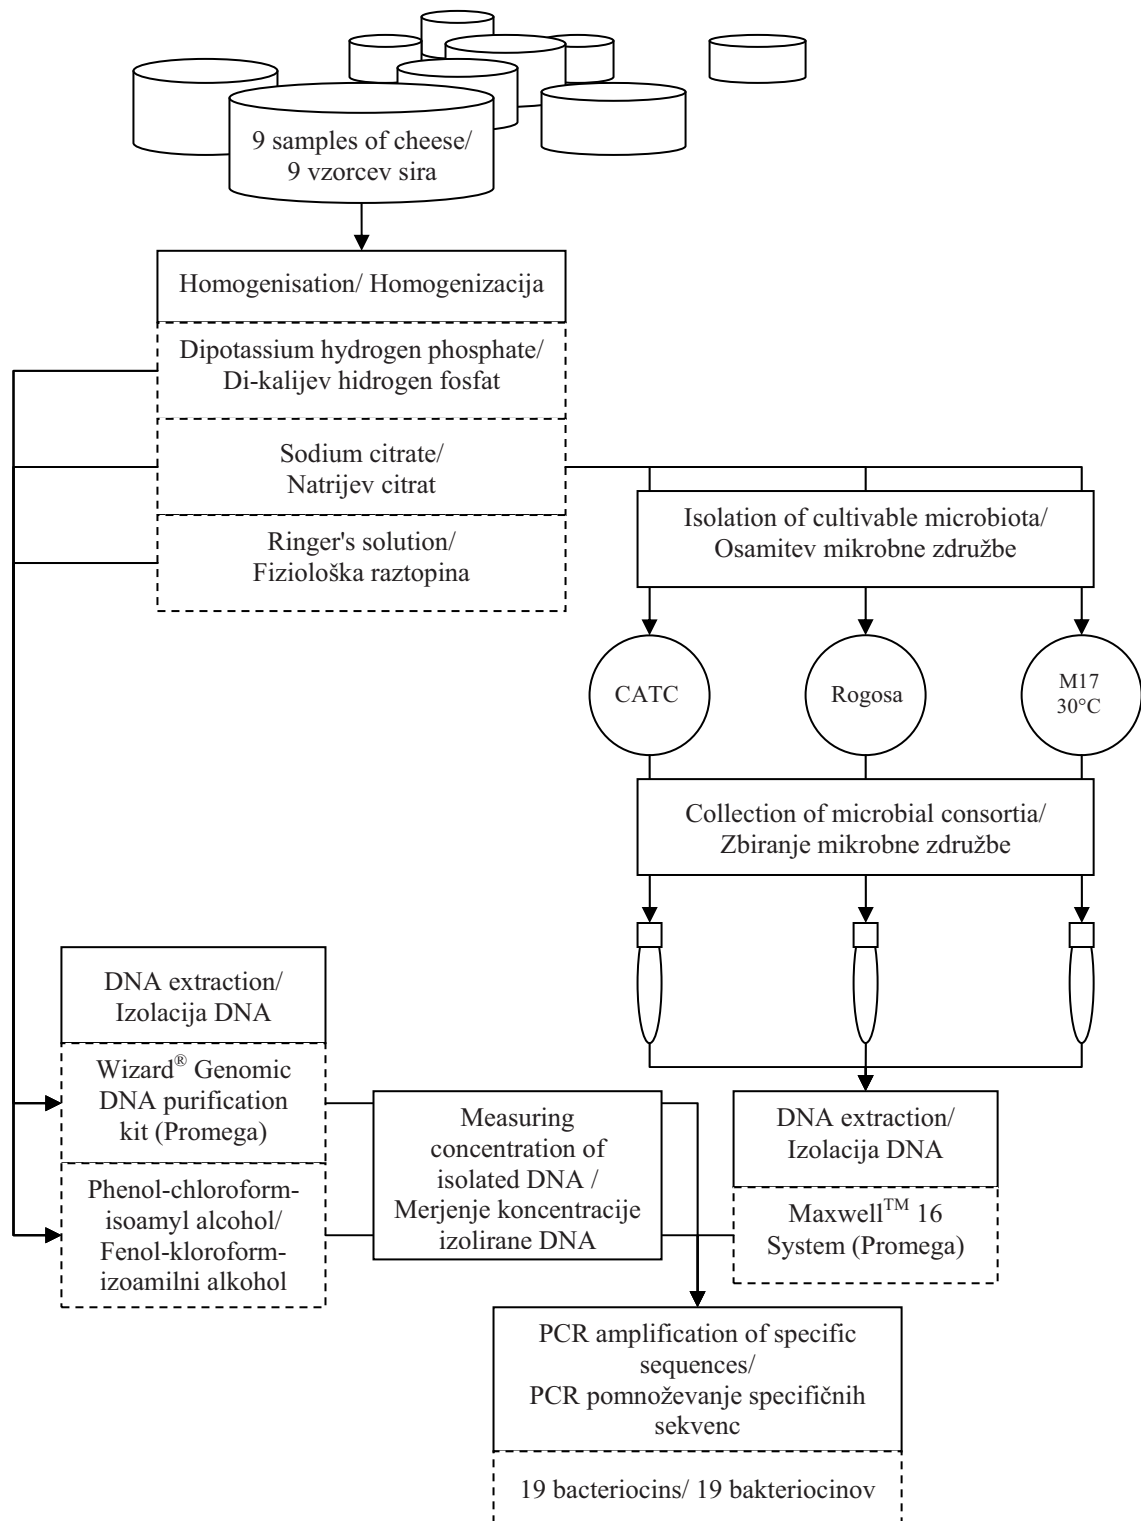 9 samples of cheese/
9 vzorcev sira
Homogenisation/ Homogenizacija
Dipotassium hydrogen phosphate/
Di-kalijev hidrogen fosfat
Sodium citrate/
Natrijev citrat
Ringer's solution/
Fiziološka raztopina
Isolation of cultivable microbiota/
Osamitev mikrobne združbe
CATC
Rogosa
M17
30°C
Collection of microbial consortia/
Zbiranje mikrobne združbe
DNA extraction/
Izolacija DNA
Wizard® Genomic
DNA purification
kit (Promega)
Phenol-chloroform-
isoamyl alcohol/
Fenol-kloroform-
izoamilni alkohol
Measuring
concentration of
isolated DNA /
Merjenje koncentracije
izolirane DNA
DNA extraction/
Izolacija DNA
Maxwell™ 16
System (Promega)
PCR amplification of specific
sequences/
PCR pomnoževanje specifičnih
sekvenc
19 bacteriocins/ 19 bakteriocinov